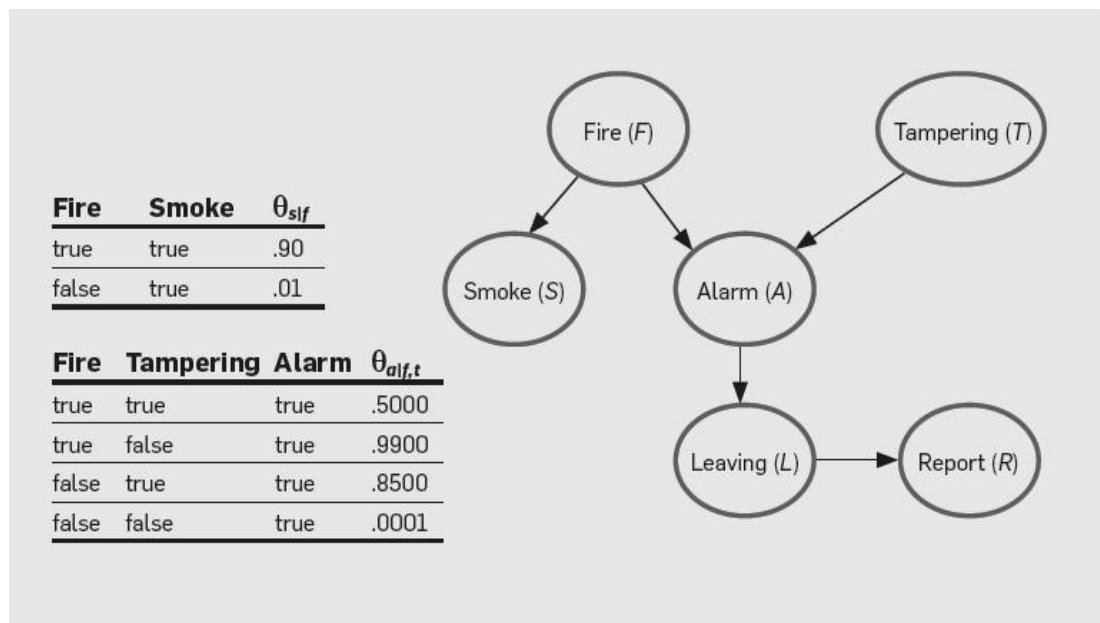 Fire Smoke θs|f
true true .90
false true .01
Fire Tampering Alarm θa|f,t
true true true .5000
true false true .9900
false true true .8500
false false true .0001
Fire (F)
Tampering (T)
Smoke (S)
Alarm (A)
Leaving (L)
Report (R)